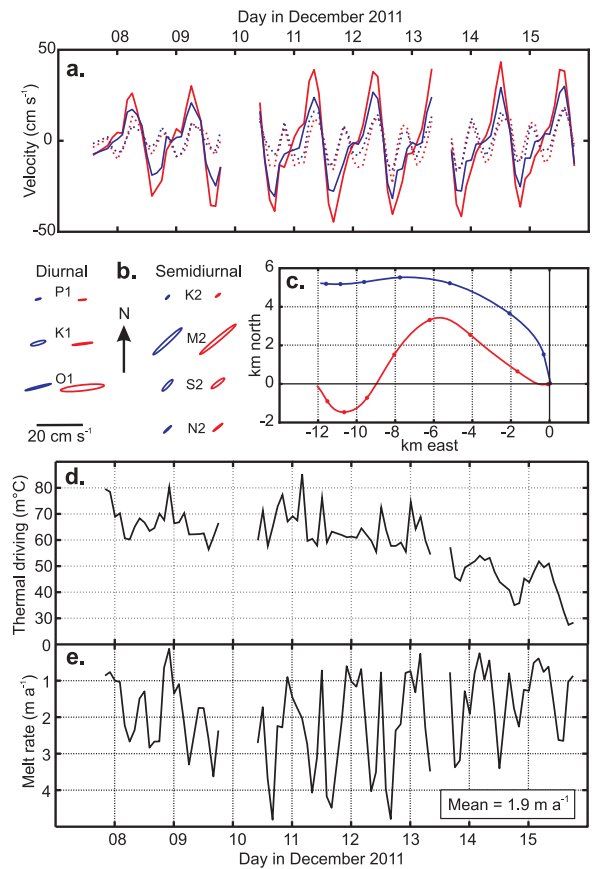 Day in December 2011
08 09 10 11 12 13 14 15
a.
50
0
-50
Velocity (cm s-1)
b.
Diurnal
Semidiurnal
P1
K1
O1
N
K2
M2
S2
N2
20 cm s-1
c.
6
4
2
0
-2
km north
-12 -10 -8 -6 -4 -2 0
km east
d.
80
70
60
50
40
30
Thermal driving (m°C)
e.
0
1
2
3
4
Melt rate (m a-1)
Mean = 1.9 m a-1
08 09 10 11 12 13 14 15
Day in December 2011